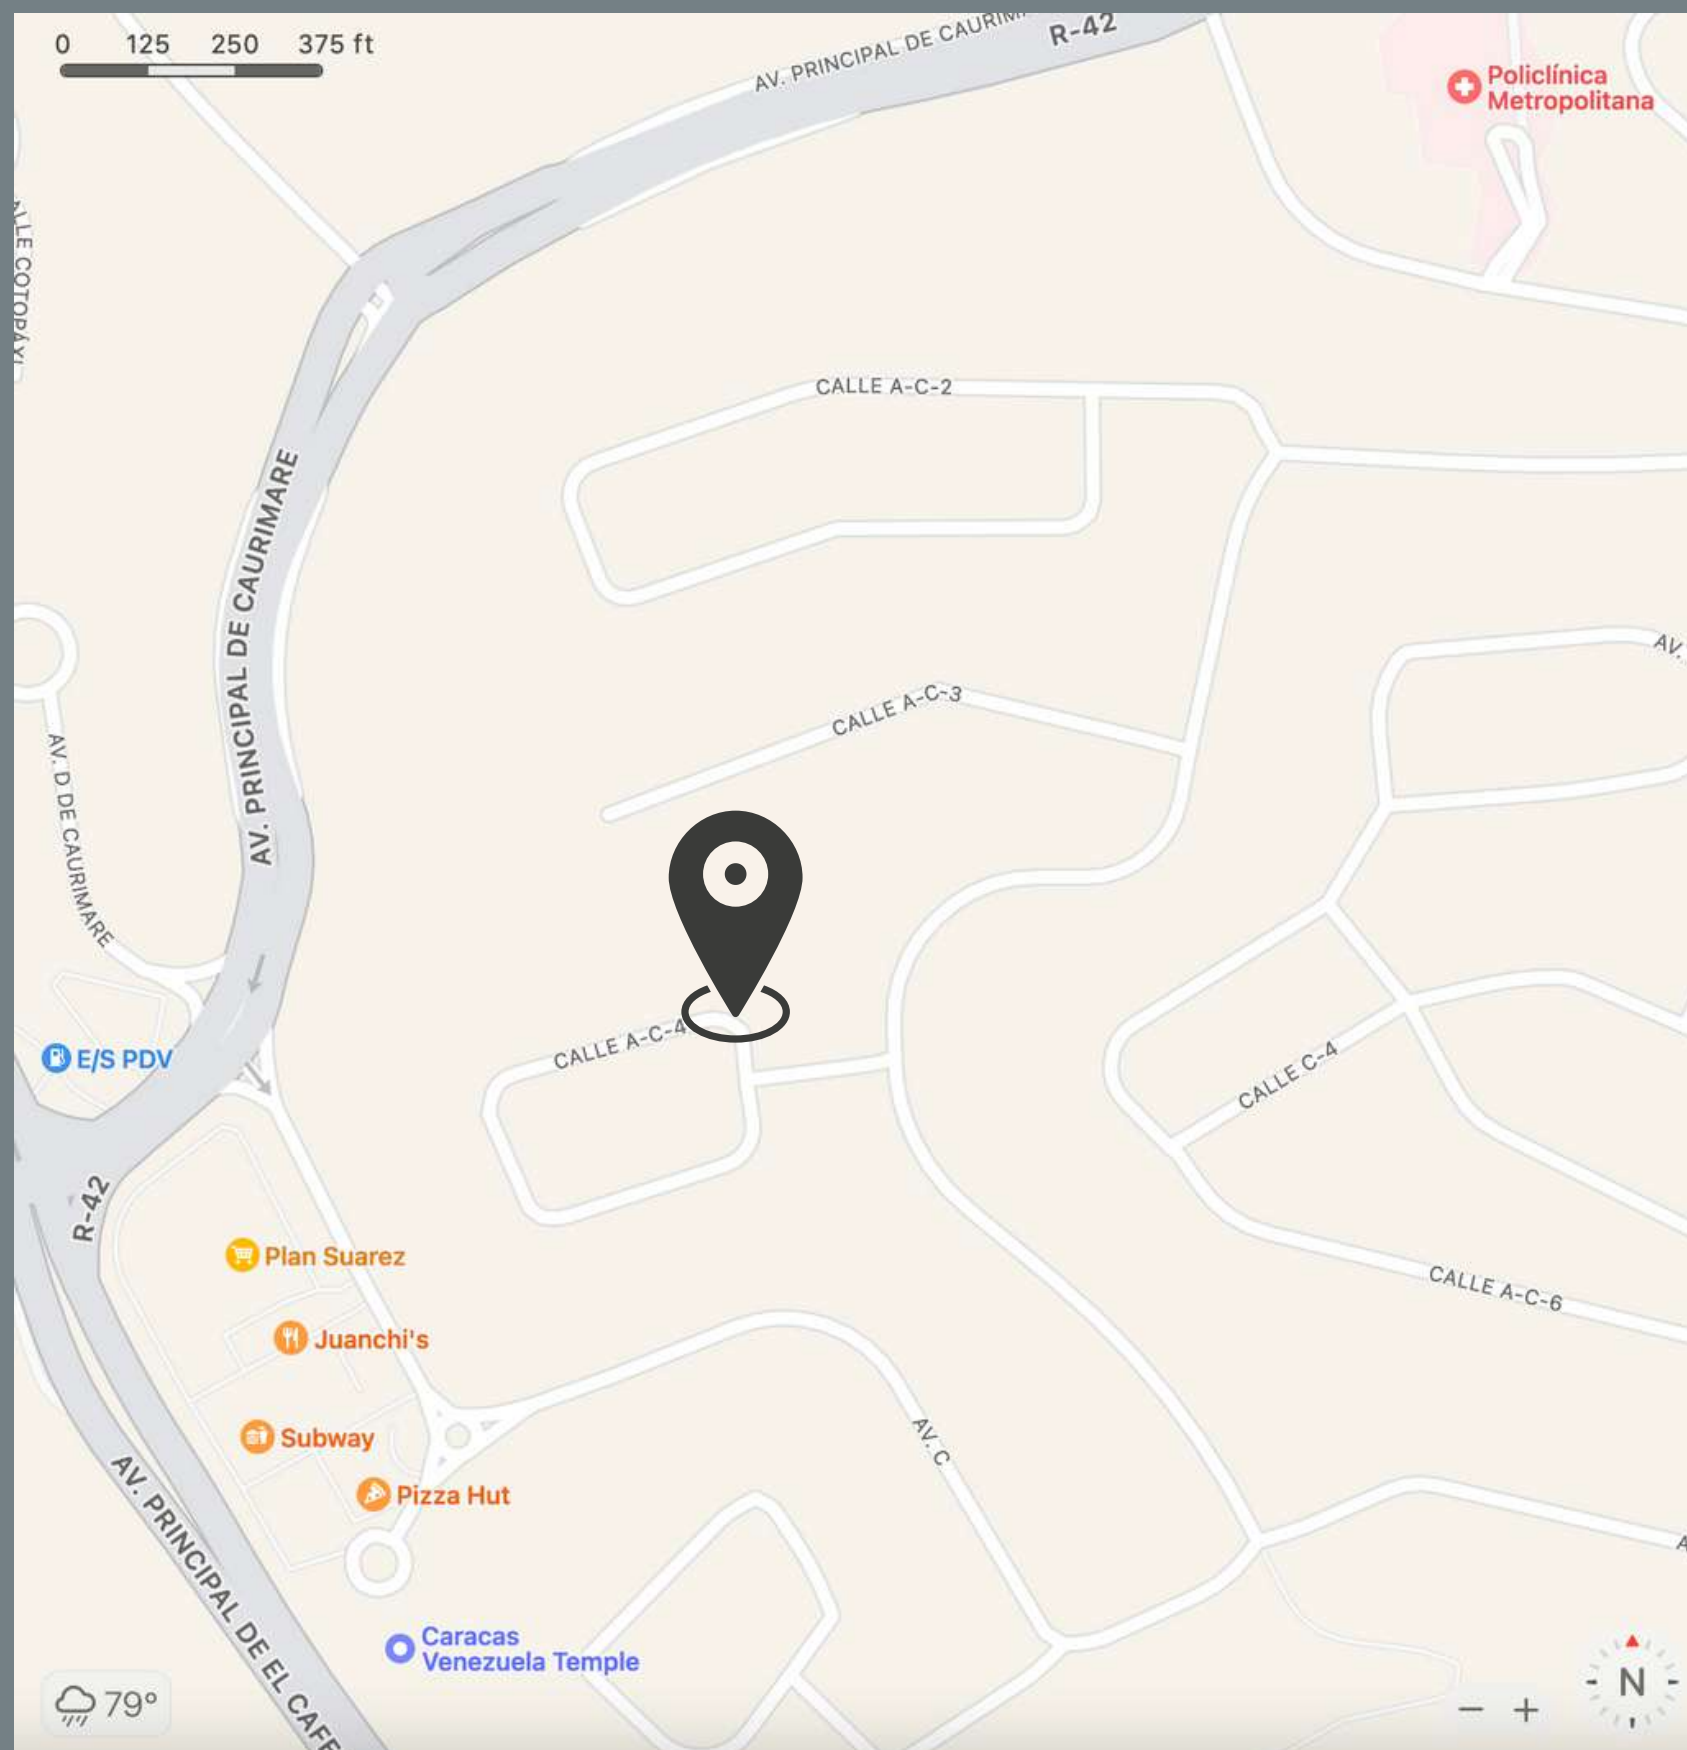 0 125 250 375 ft
AV. PRINCIPAL DE
R-42
Policlínica
Metropolitana
COTOPAXI
CALLE A-C-2
AV. PRINCIPAL DE CAURIMARE
AV.
CALLE A-C-3
AV. D DE CAURIMARE
CALLE A-C-4
E/S PDV
CALLE C-4
R-42
Plan Suarez
CALLE A-C-6
Juanchi's
Subway
AV. C
Pizza Hut
AV. PRINCIPAL DE EL
Caracas
Venezuela Temple
79°
− +
N